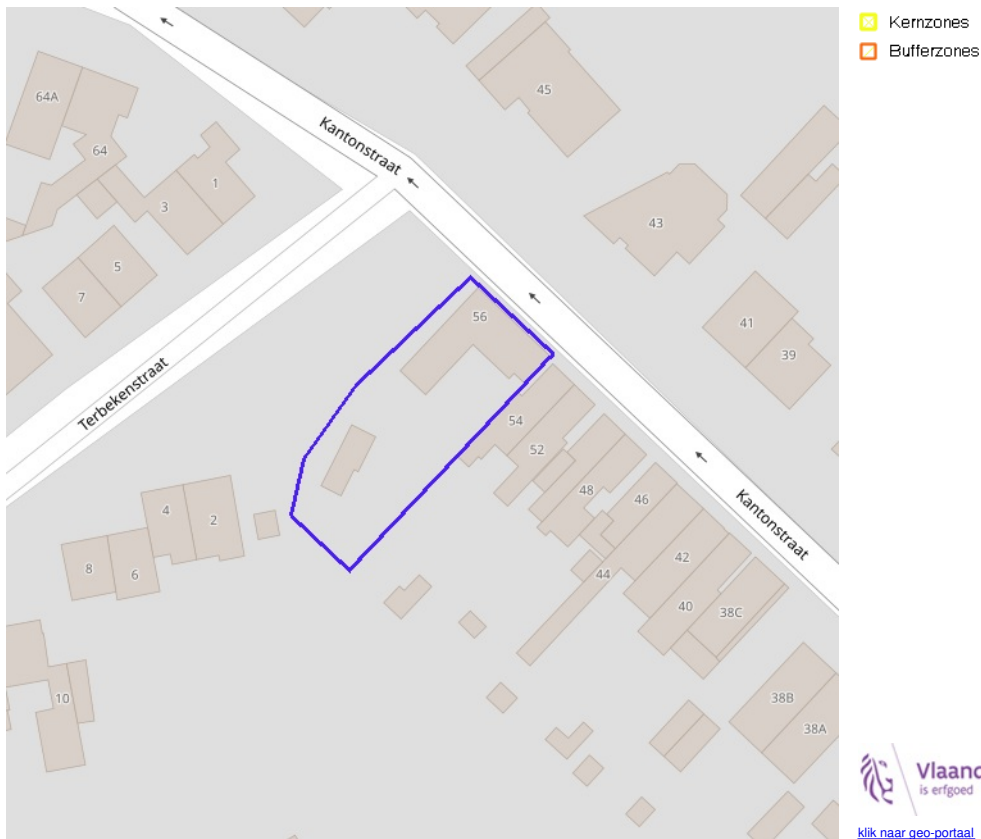 Kernzones
Bufferzones
64A
45
Kantonstraat
64
1
3
43
5
7
56
41
39
Terbekenstraat
54
52
48
46
Kantonstraat
4
2
42
8
6
44
40
38C
10
38B
38A
Vlaand
is erfgoed
klik naar geo-portaal